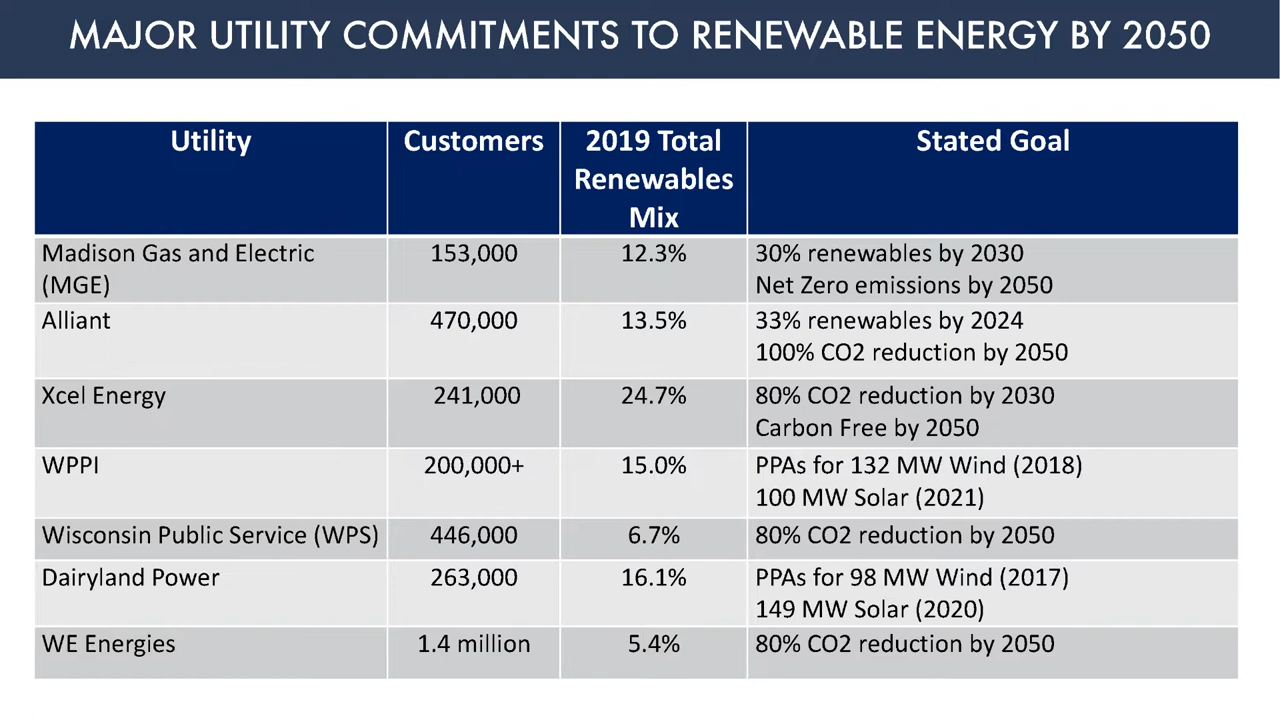 MAJOR UTILITY COMMITMENTS TO RENEWABLE ENERGY BY 2050
Utility Customers 2019 Total Renewables Mix Stated Goal
Madison Gas and Electric (MGE) 153,000 12.3% 30% renewables by 2030
Net Zero emissions by 2050
Alliant 470,000 13.5% 33% renewables by 2024
100% CO2 reduction by 2050
Xcel Energy 241,000 24.7% 80% CO2 reduction by 2030
Carbon Free by 2050
WPPI 200,000+ 15.0% PPAs for 132 MW Wind (2018)
100 MW Solar (2021)
Wisconsin Public Service (WPS) 446,000 6.7% 80% CO2 reduction by 2050
Dairyland Power 263,000 16.1% PPAs for 98 MW Wind (2017)
149 MW Solar (2020)
WE Energies 1.4 million 5.4% 80% CO2 reduction by 2050